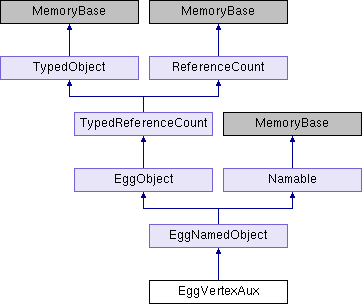 MemoryBase MemoryBase
TypedObject ReferenceCount
TypedReferenceCount MemoryBase
EggObject Namable
EggNamedObject
EggVertexAux